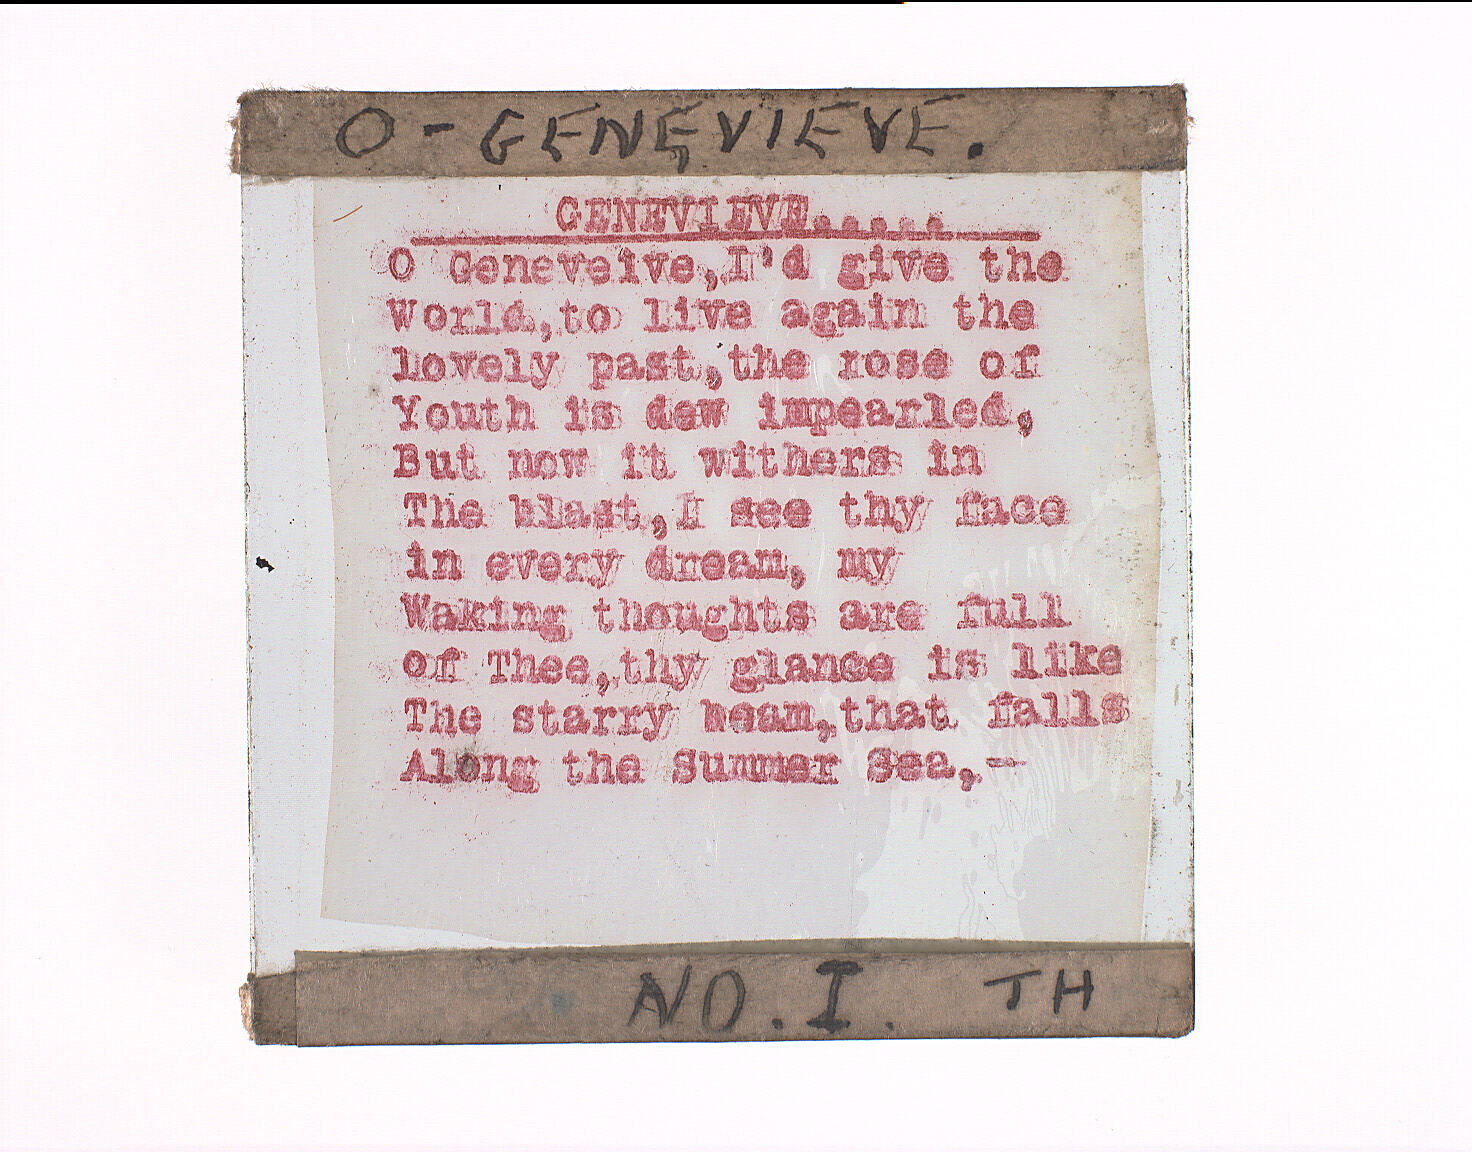 O - GENEVIEVE.
GENEVIEVE.....
O Geneveive,I'd give the
World,to live again the
lovely past,the rose of
Youth is dew impearled,
But now it withers in
The blast,I see thy face
in every dream, my
Waking thoughts are full
of Thee,thy glance is like
The starry beam,that falls
Along the Summer Sea,-
NO. I. TH